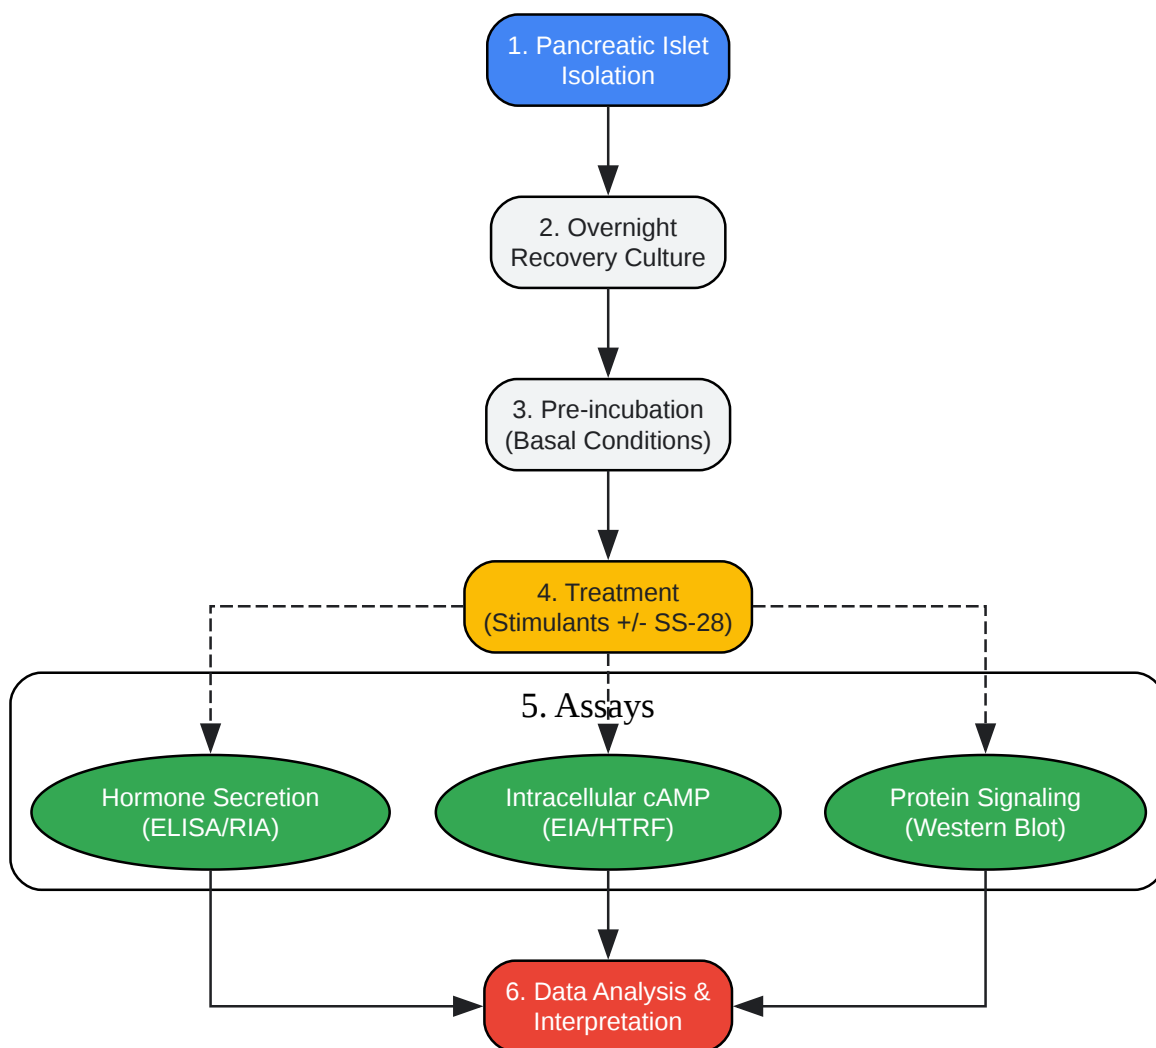 1. Pancreatic Islet
Isolation
2. Overnight
Recovery Culture
3. Pre-incubation
(Basal Conditions)
4. Treatment
(Stimulants +/- SS-28)
5. Assays
Hormone Secretion
(ELISA/RIA)
Intracellular cAMP
(EIA/HTRF)
Protein Signaling
(Western Blot)
6. Data Analysis &
Interpretation